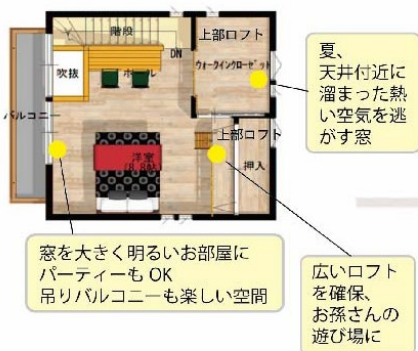 階段
DN
上部ロフト
ウォークインクローゼット
吹抜
ホール
バルコニー
上部ロフト
洋室
(8.8帖)
押入
夏、
天井付近に
溜まった熱
い空気を逃
がす窓
窓を大きく明るいお部屋に
パーティーも OK
吊りバルコニーも楽しい空間
広いロフト
を確保、
お孫さんの
遊び場に